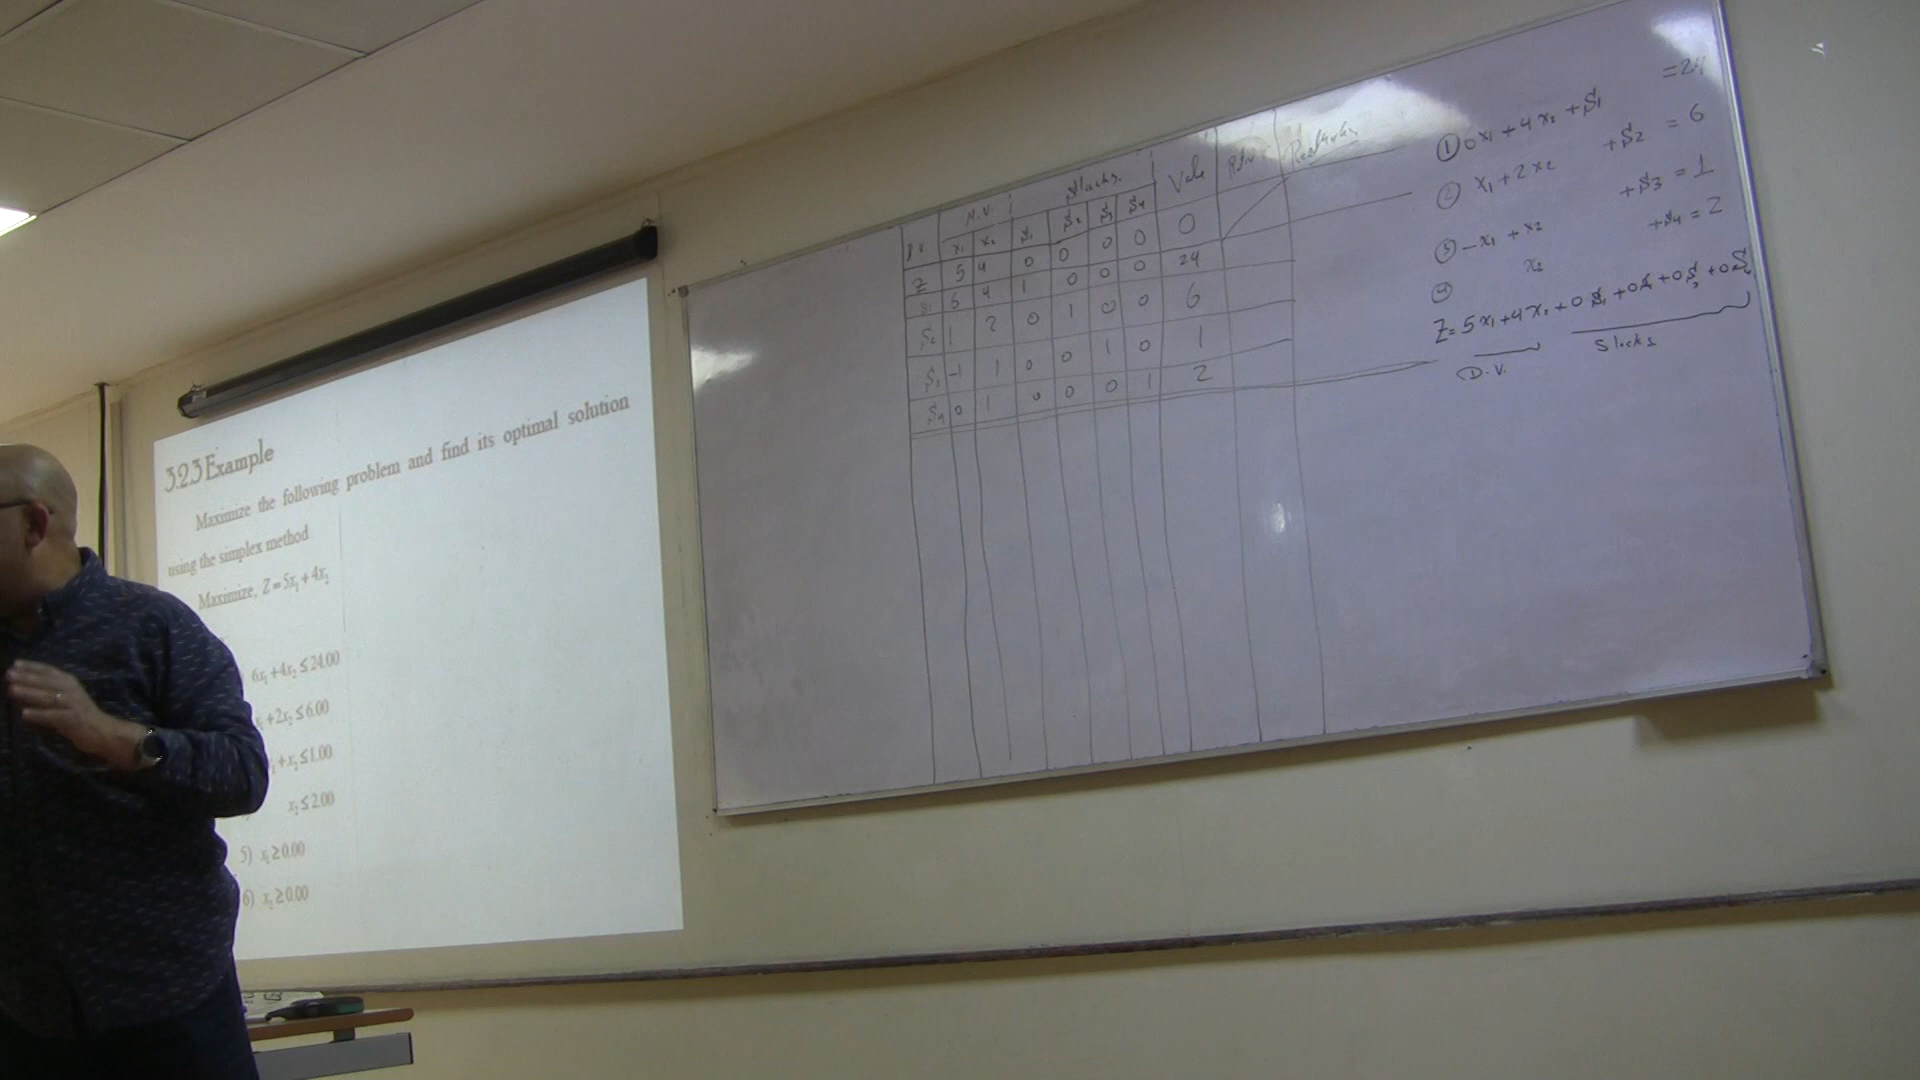 3.2.3 Example
Maximize the following problem and find its optimal solution
using the simplex method
Maximize, Z = 5x₁ + 4x₂
6x₁ + 4x₂ ≤ 24.00
x₁ + 2x₂ ≤ 6.00
x₁ + x₂ ≤ 1.00
x₂ ≤ 2.00
5) x₁ ≥ 0.00
6) x₂ ≥ 0.00
Slacks Value
x₁ x₂ S₁ S₂ S₃ S₄
Z 5 4 0 0 0 0 0
S₁ 6 4 1 0 0 0 24
S₂ 1 2 0 1 0 0 6
S₃ -1 1 0 0 1 0 1
S₄ 0 1 0 0 0 1 2
① 6x₁ + 4x₂ + S₁ = 24
② x₁ + 2x₂ + S₂ = 6
③ -x₁ + x₂ + S₃ = 1
④ x₂ + S₄ = 2
Z = 5x₁ + 4x₂ + 0S₁ + 0S₂ + 0S₃ + 0S₄
D.V. Slacks